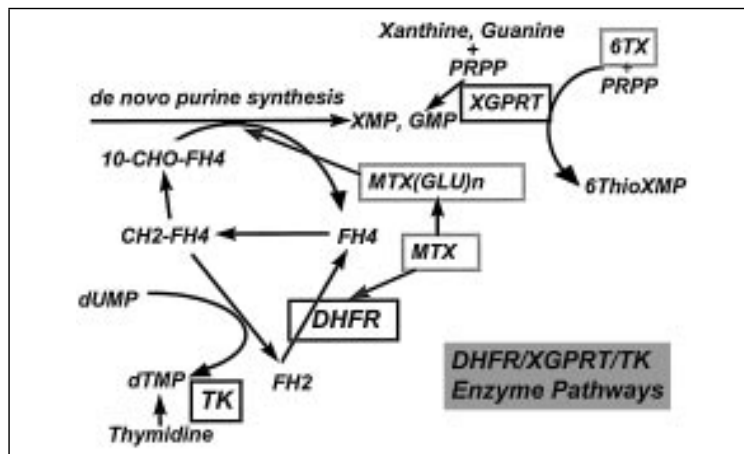 Xanthine, Guanine
+
PRPP
6TX
+
PRPP
de novo purine synthesis
XMP, GMP
XGPRT
10-CHO-FH4
MTX(GLU)n
6ThioXMP
CH2-FH4
FH4
MTX
dUMP
DHFR
dTMP
TK
FH2
Thymidine
DHFR/XGPRT/TK
Enzyme Pathways